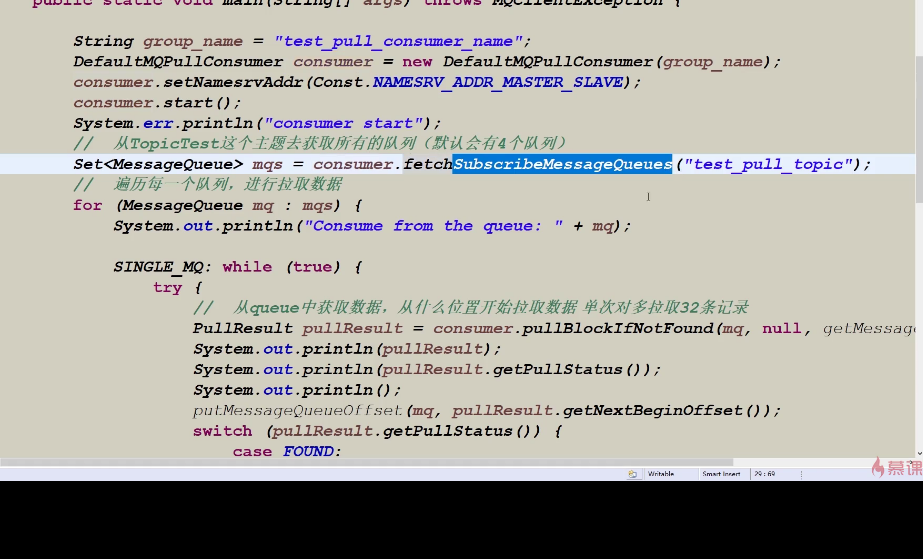 public static void main(String[] args) throws MQClientException {
String group_name = "test_pull_consumer_name";
DefaultMQPullConsumer consumer = new DefaultMQPullConsumer(group_name);
consumer.setNamesrvAddr(Const.NAMESRV_ADDR_MASTER_SLAVE);
consumer.start();
System.err.println("consumer start");
// 从TopicTest这个主题去获取所有的队列（默认会有4个队列）
Set<MessageQueue> mqs = consumer.fetchSubscribeMessageQueues("test_pull_topic");
// 遍历每一个队列，进行拉取数据
for (MessageQueue mq : mqs) {
System.out.println("Consume from the queue: " + mq);
SINGLE_MQ: while (true) {
try {
// 从queue中获取数据，从什么位置开始拉取数据 单次对多拉取32条记录
PullResult pullResult = consumer.pullBlockIfNotFound(mq, null, getMessag
System.out.println(pullResult);
System.out.println(pullResult.getPullStatus());
System.out.println();
putMessageQueueOffset(mq, pullResult.getNextBeginOffset());
switch (pullResult.getPullStatus()) {
case FOUND:
Writable Smart Insert 29 : 69
慕课